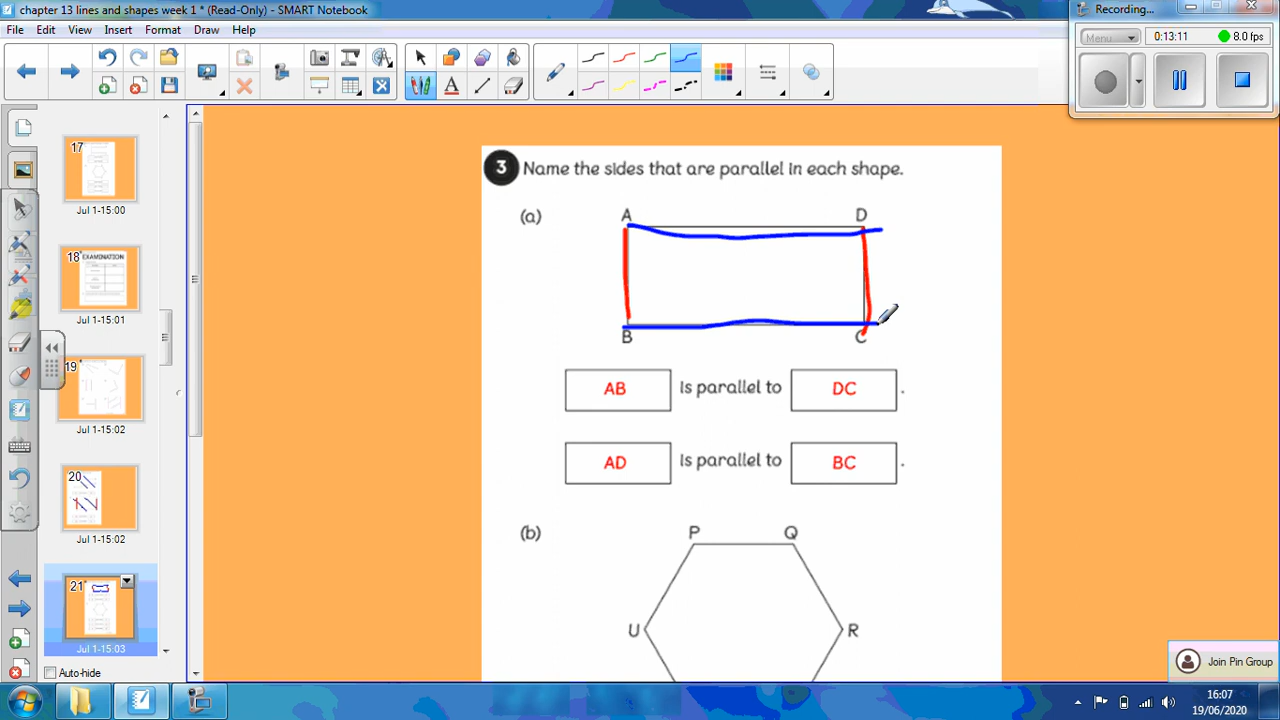 chapter 13 lines and shapes week 1 * (Read-Only) - SMART Notebook
Recording...
File Edit View Insert Format Draw Help
Menu
0:13:11
8.0 fps
17
Jul 1-15:00
18
EXAMINATION
Jul 1-15:01
19
Jul 1-15:02
20
Jul 1-15:02
21
Jul 1-15:03
Auto-hide
3 Name the sides that are parallel in each shape.
(a)
A D
B C
AB is parallel to DC .
AD is parallel to BC .
(b)
P Q
U R
Join Pin Group
16:07
19/06/2020